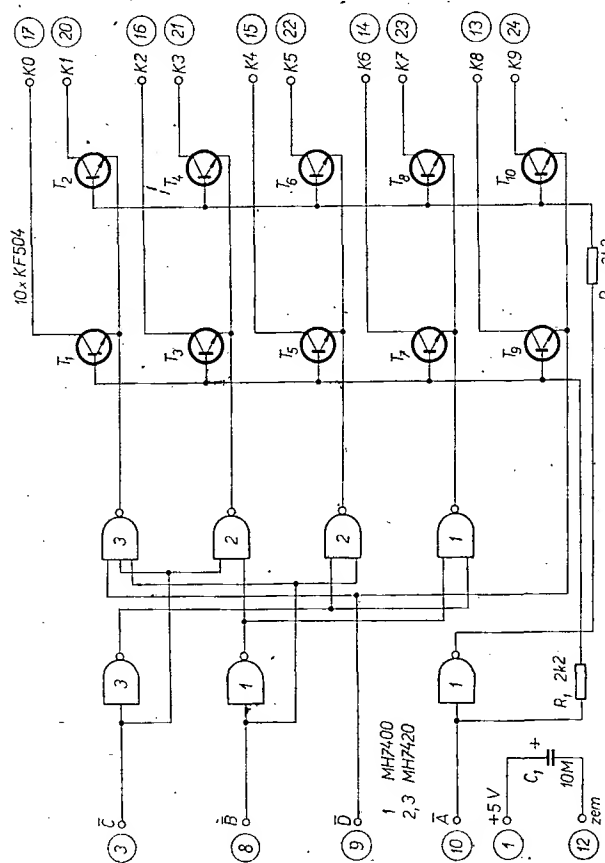 10x KF504
K0 17
K1 20
K2 16
K3 21
K4 15
K5 22
K6 14
K7 23
K8 13
K9 24
T2
T4
T6
T8
T10
T1
T3
T5
T7
T9
3
2
2
1
3
1
1
R1 2k2
3 C̅
8 B̅
9 D̅
10 A̅
1 MH7400
2,3 MH7420
1 +5V
C1 +
10M
12 zem